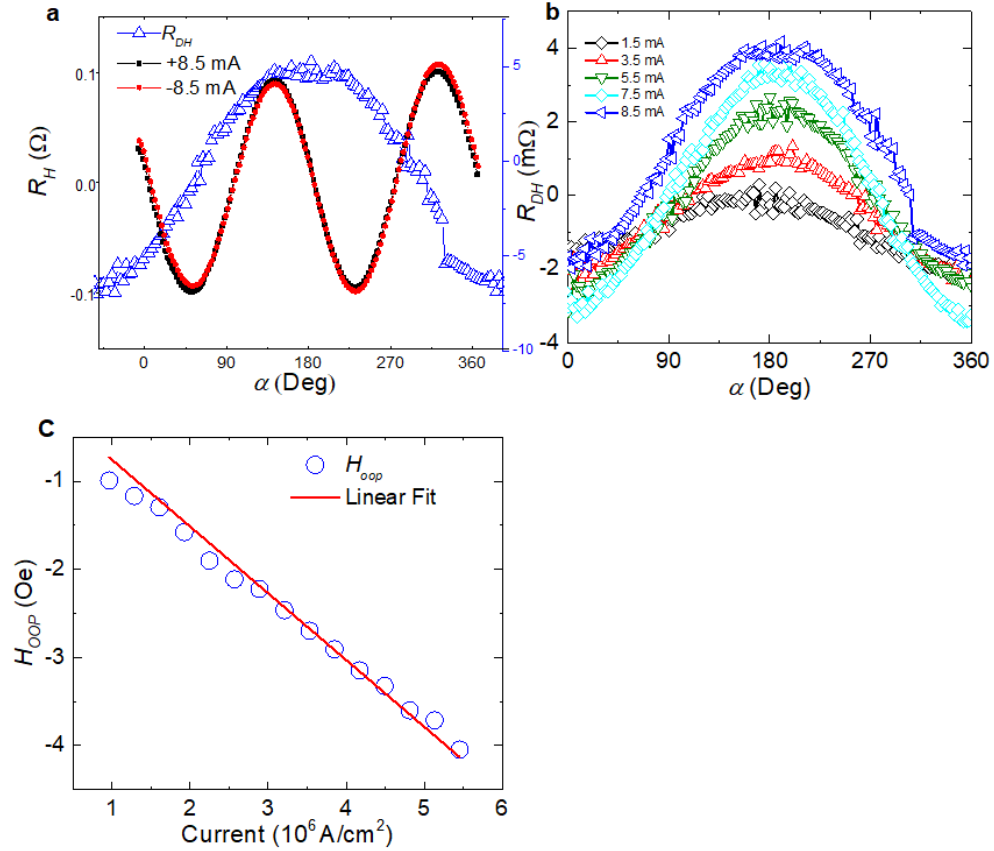 a
R_DH
+8.5 mA
-8.5 mA
R_H (Ω)
0.1
0.0
-0.1
5
0
-5
-10
0 90 180 270 360
α (Deg)
b
1.5 mA
3.5 mA
5.5 mA
7.5 mA
8.5 mA
R_DH (mΩ)
4
2
0
-2
-4
0 90 180 270 360
α (Deg)
c
H_oop
Linear Fit
H_OOP (Oe)
-1
-2
-3
-4
1 2 3 4 5 6
Current (10^6 A/cm^2)